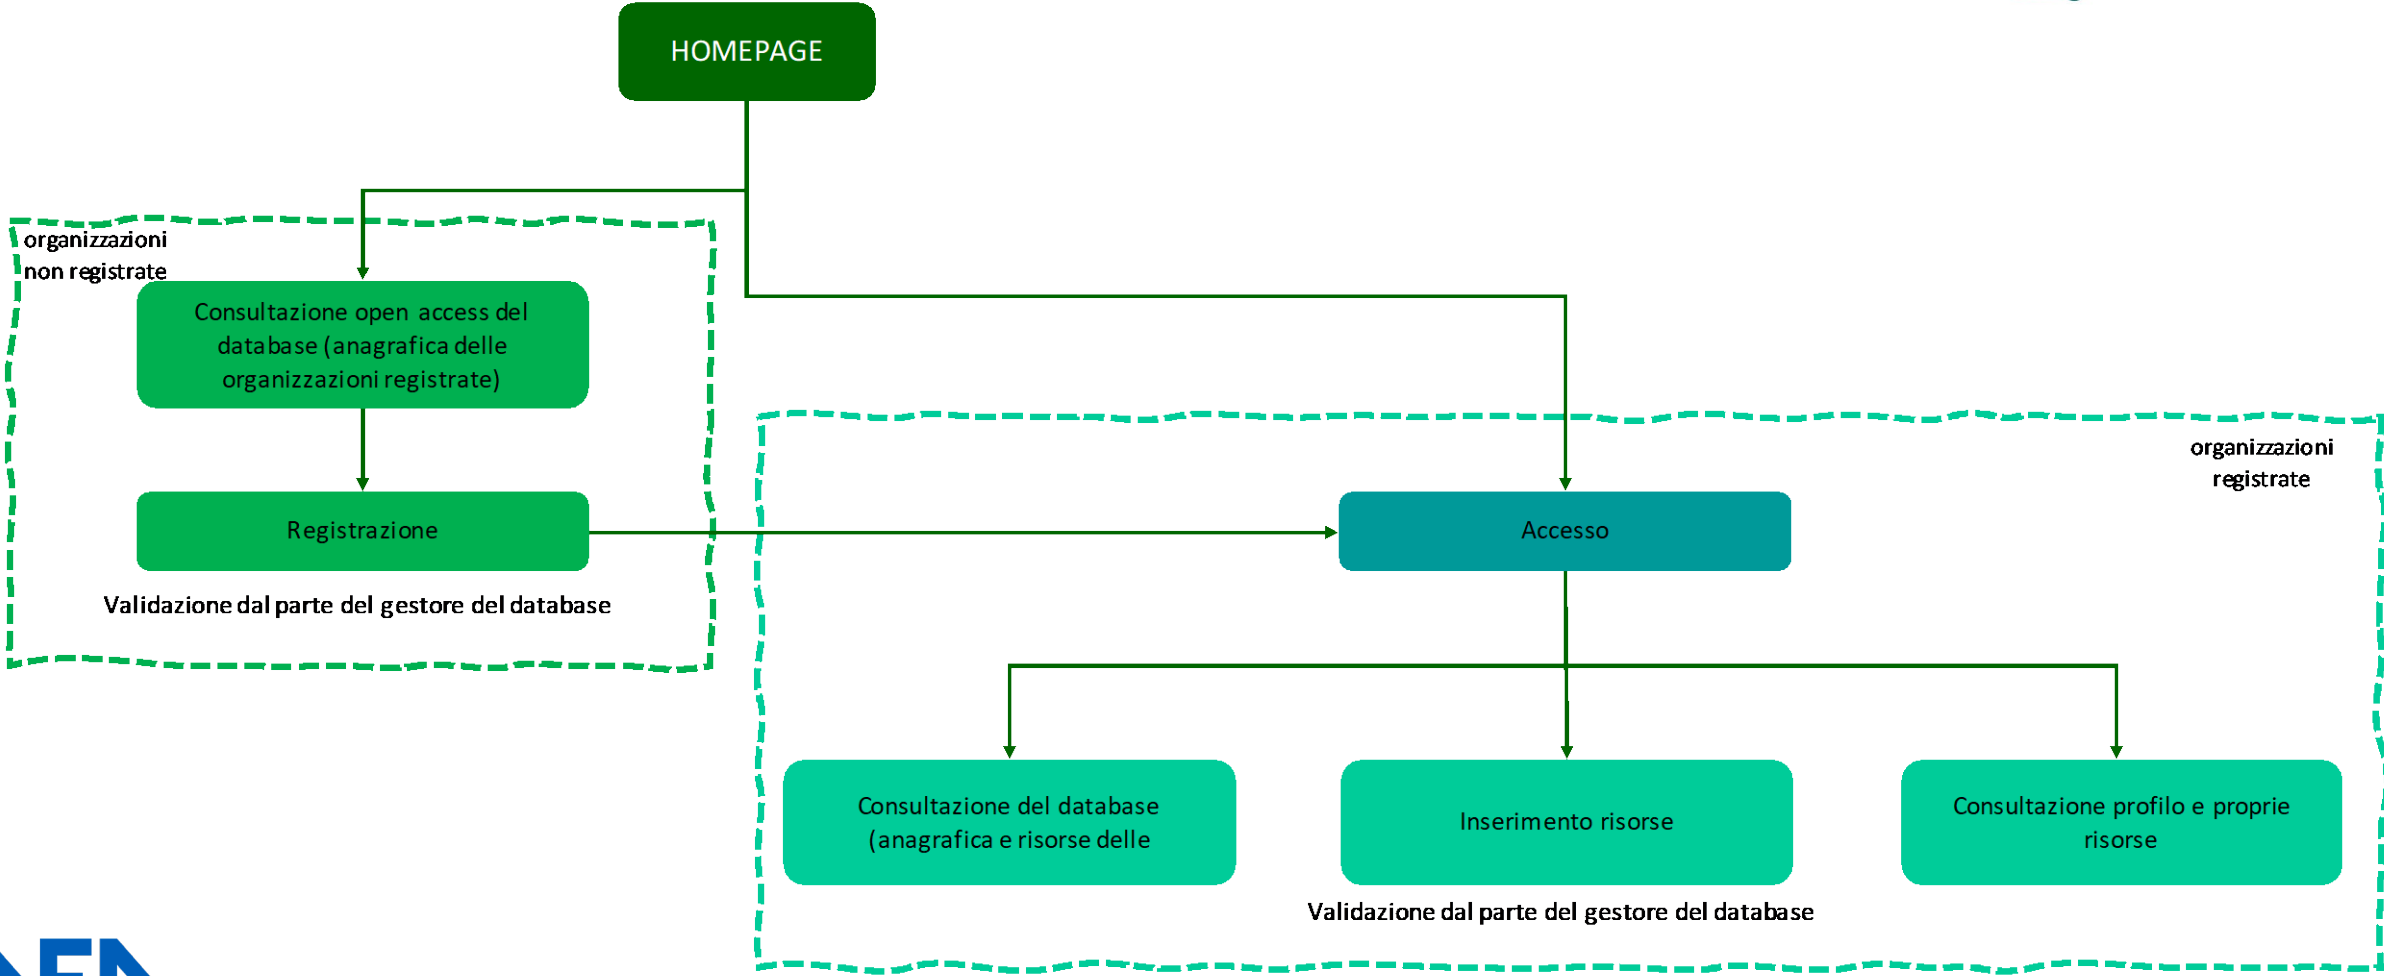 HOMEPAGE
organizzazioni
non registrate
Consultazione open access del
database (anagrafica delle
organizzazioni registrate)
Registrazione
Validazione dal parte del gestore del database
organizzazioni
registrate
Accesso
Consultazione del database
(anagrafica e risorse delle
Inserimento risorse
Consultazione profilo e proprie
risorse
Validazione dal parte del gestore del database